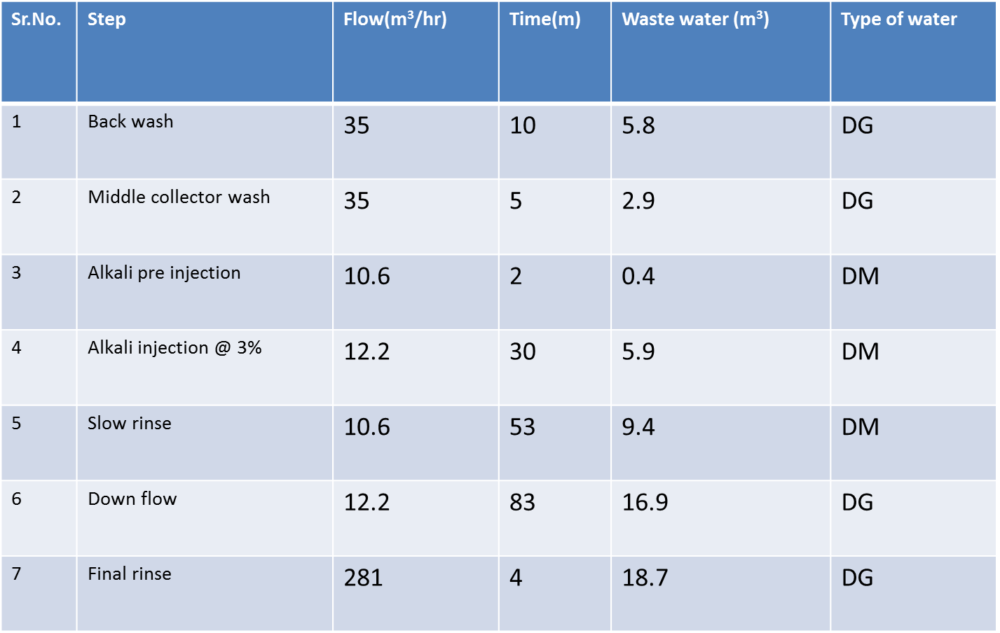 Sr.No. Step Flow(m³/hr) Time(m) Waste water (m³) Type of water
1 Back wash 35 10 5.8 DG
2 Middle collector wash 35 5 2.9 DG
3 Alkali pre injection 10.6 2 0.4 DM
4 Alkali injection @ 3% 12.2 30 5.9 DM
5 Slow rinse 10.6 53 9.4 DM
6 Down flow 12.2 83 16.9 DG
7 Final rinse 281 4 18.7 DG